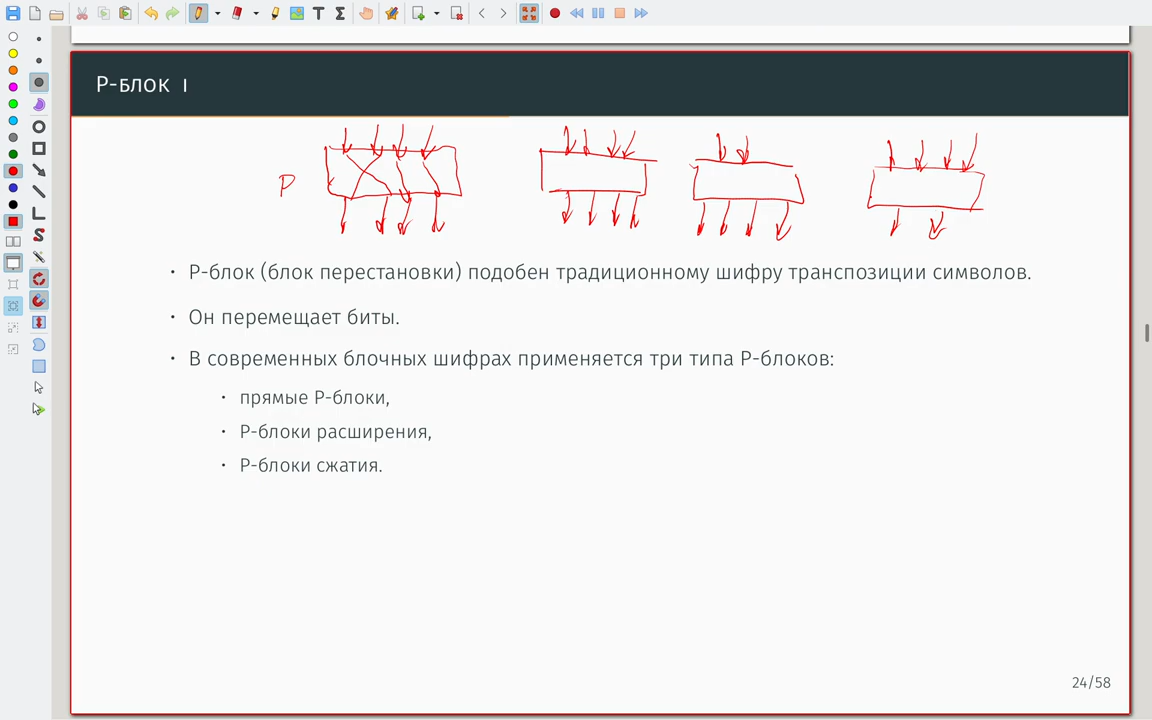 P-блок I
P
• P-блок (блок перестановки) подобен традиционному шифру транспозиции символов.
• Он перемещает биты.
• В современных блочных шифрах применяется три типа P-блоков:
• прямые P-блоки,
• P-блоки расширения,
• P-блоки сжатия.
24/58